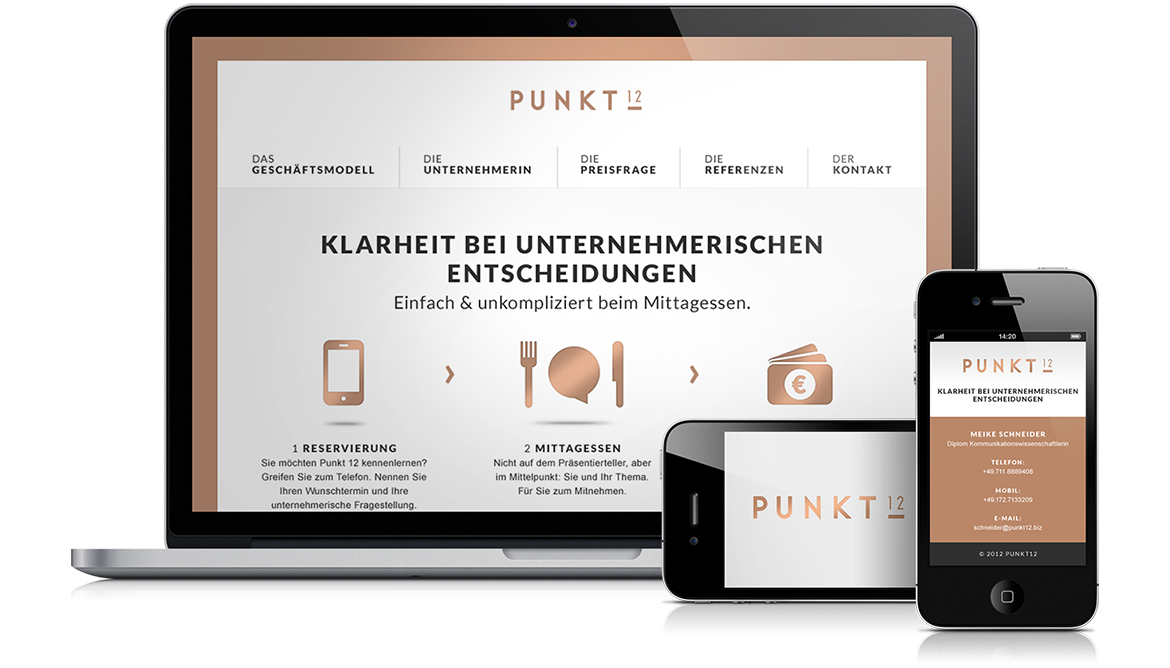 PUNKT 12
DAS
GESCHÄFTSMODELL
DIE
UNTERNEHMERIN
DIE
PREISFRAGE
DIE
REFERENZEN
DER
KONTAKT
KLARHEIT BEI UNTERNEHMERISCHEN
ENTSCHEIDUNGEN
Einfach & unkompliziert beim Mittagessen.
€
1 RESERVIERUNG
Sie möchten Punkt 12 kennenlernen?
Greifen Sie zum Telefon. Nennen Sie
Ihren Wunschtermin und Ihre
unternehmerische Fragestellung.
2 MITTAGESSEN
Nicht auf dem Präsentierteller, aber
im Mittelpunkt: Sie und Ihr Thema.
Für Sie zum Mitnehmen.
PUNKT 12
14:20
PUNKT 12
KLARHEIT BEI UNTERNEHMERISCHEN
ENTSCHEIDUNGEN
MEIKE SCHNEIDER
Diplom Kommunikationswissenschaftlerin
TELEFON:
+49.711.8889408
MOBIL:
+49.172.7133209
E-MAIL:
schneider@punkt12.biz
© 2012 PUNKT12